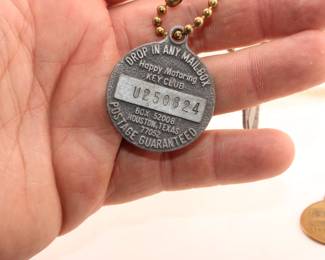 DROP IN ANY MAILBOX
Happy Motoring
KEY CLUB
U250824
BOX 52008
HOUSTON, TEXAS
77052
POSTAGE GUARANTEED